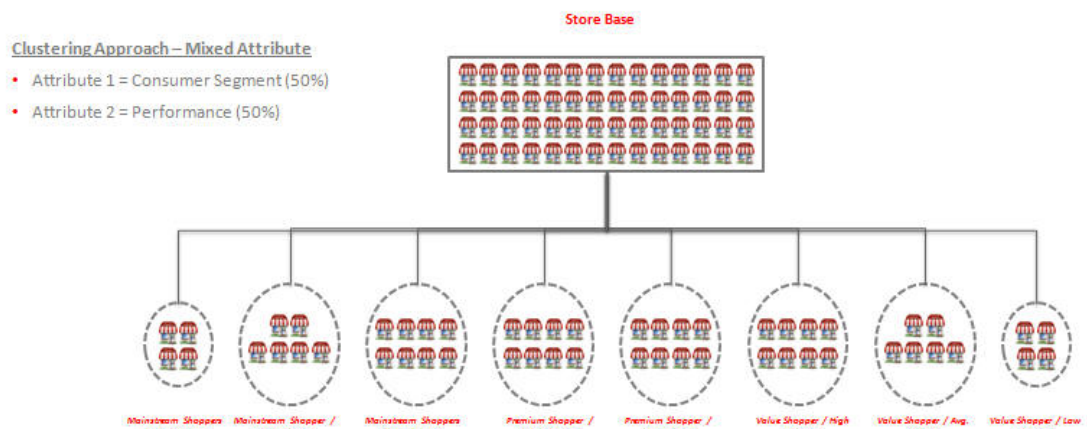 Store Base
Clustering Approach – Mixed Attribute
• Attribute 1 = Consumer Segment (50%)
• Attribute 2 = Performance (50%)
Mainstream Shoppers
Mainstream Shopper /
Mainstream Shoppers
Premium Shopper /
Premium Shopper /
Value Shopper / High
Value Shopper / Avg.
Value Shopper / Low